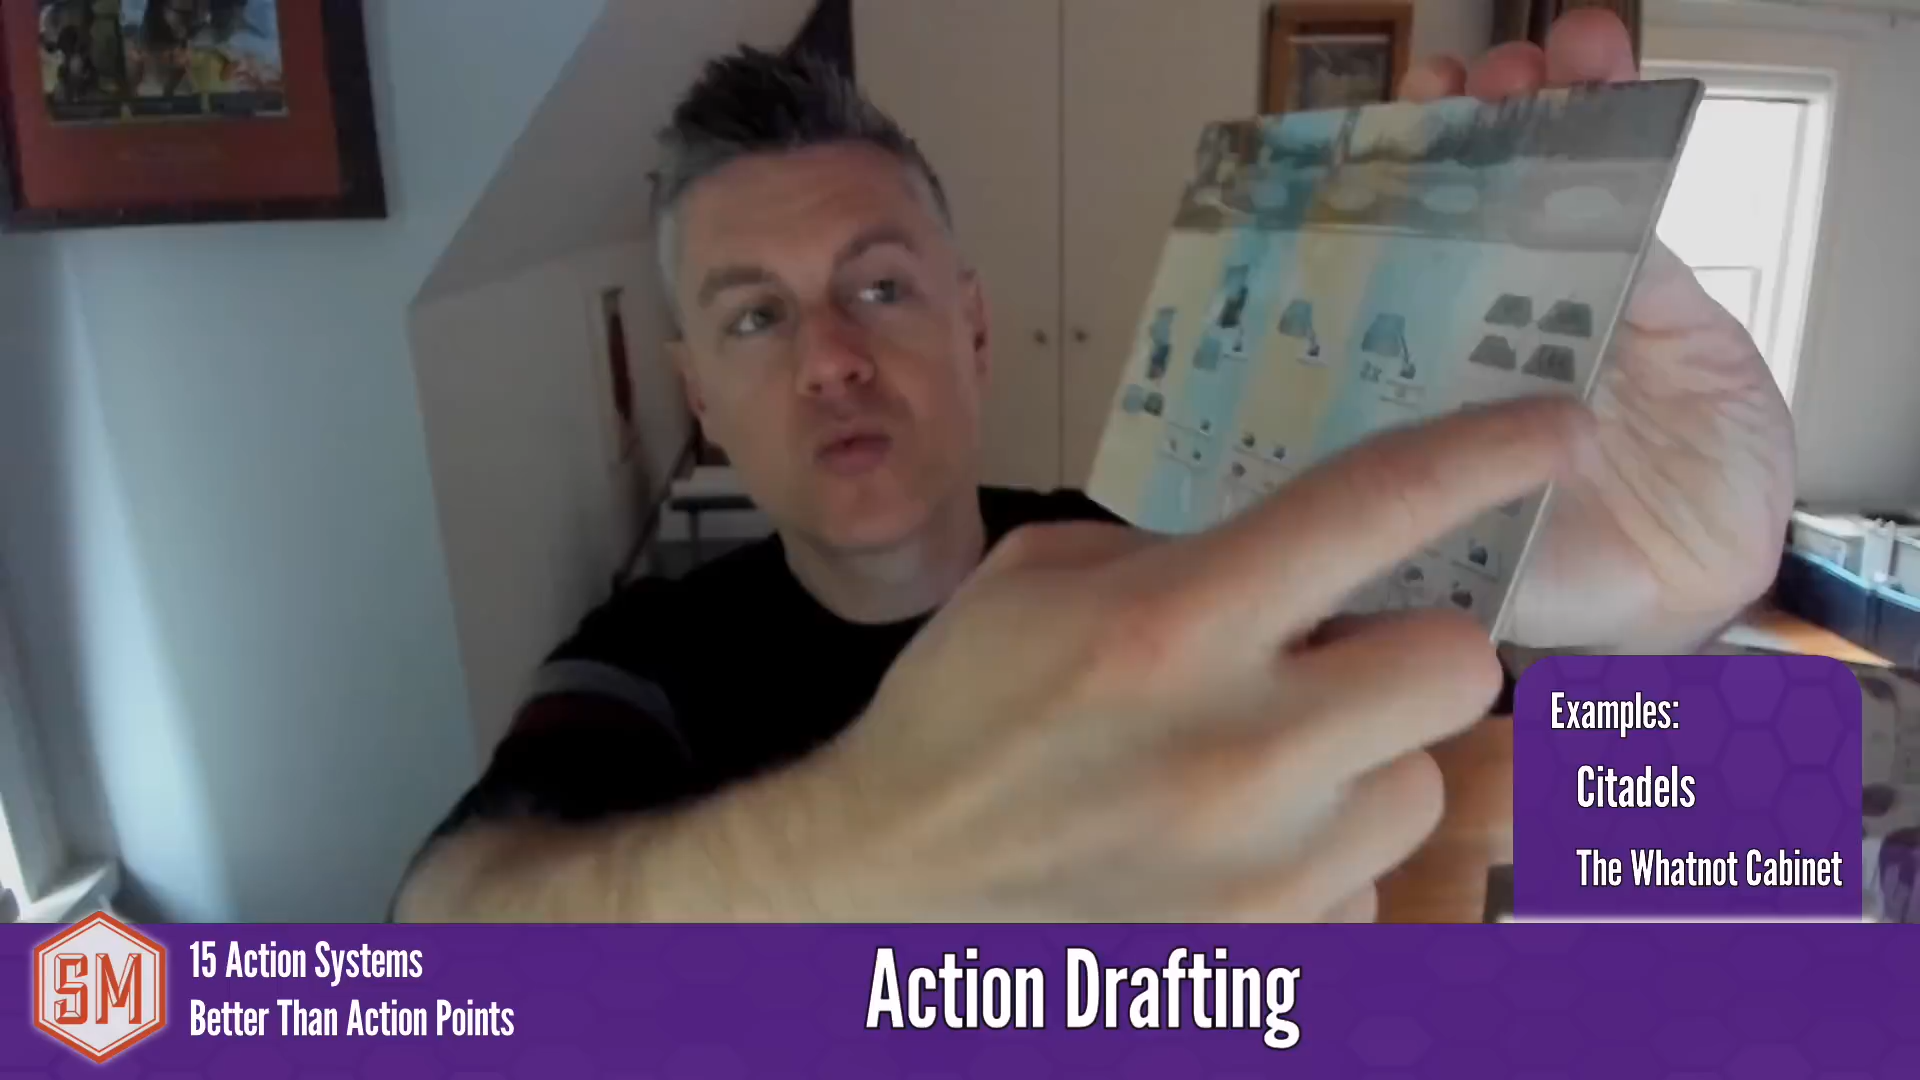 Examples:
Citadels
The Whatnot Cabinet
SM
15 Action Systems
Better Than Action Points
Action Drafting